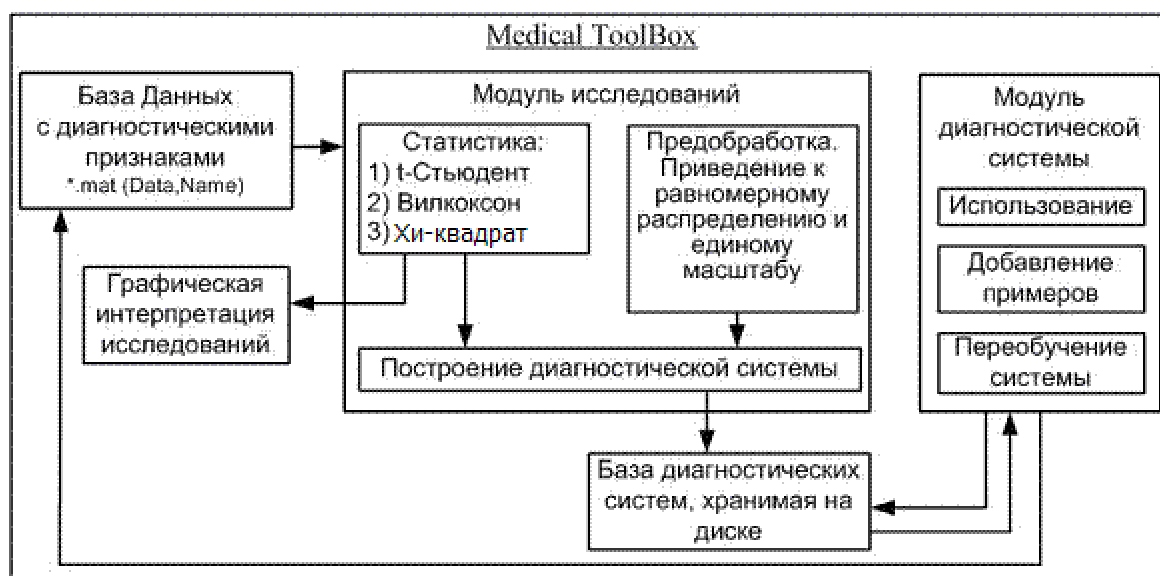 Medical ToolBox
База Данных
с диагностическими
признаками
*.mat (Data,Name)
Модуль исследований
Статистика:
1) t-Стьюдент
2) Вилкоксон
3) Хи-квадрат
Предобработка.
Приведение к
равномерному
распределению и
единому
масштабу
Графическая
интерпретация
исследований
Построение диагностической системы
База диагностических
систем, хранимая на
диске
Модуль
диагностической
системы
Использование
Добавление
примеров
Переобучение
системы